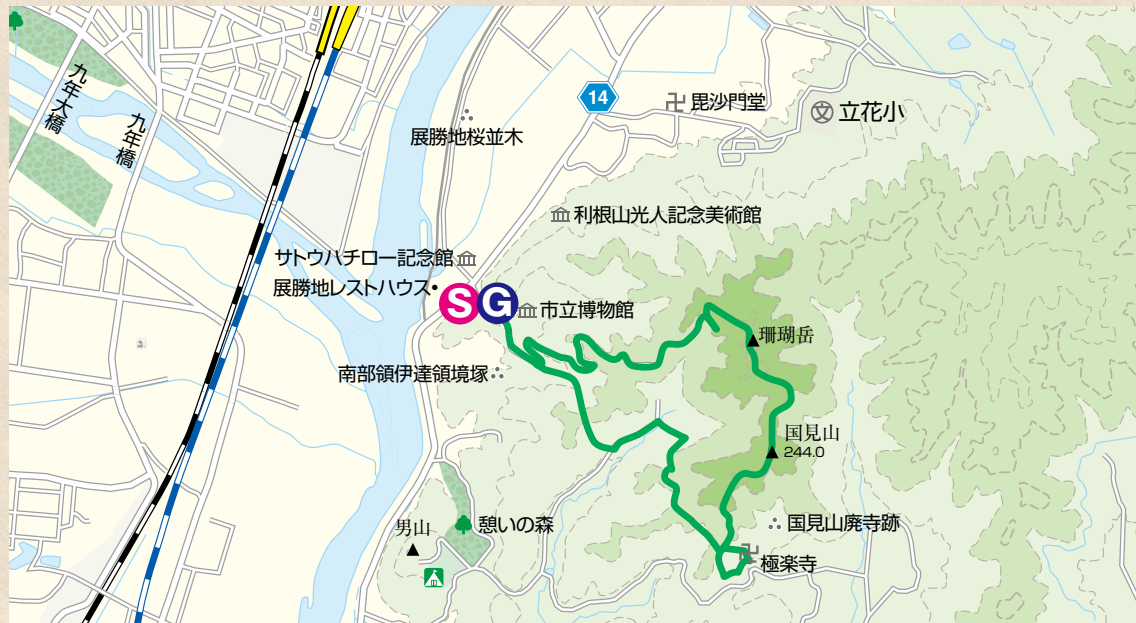 九年大橋
九年橋
14
卍毘沙門堂
文 立花小
展勝地桜並木
利根山光人記念美術館
サトウハチロー記念館
展勝地レストハウス
S G
市立博物館
珊瑚岳
南部領伊達領境塚
国見山
244.0
男山
憩いの森
国見山廃寺跡
卍
極楽寺